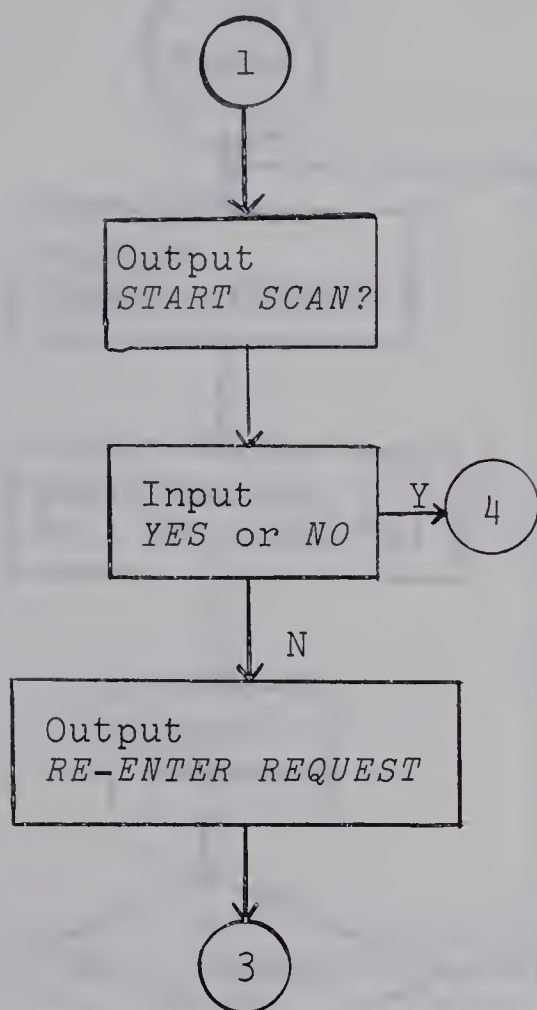 1
Output
START SCAN?
Input
YES or NO
Y
4
N
Output
RE-ENTER REQUEST
3